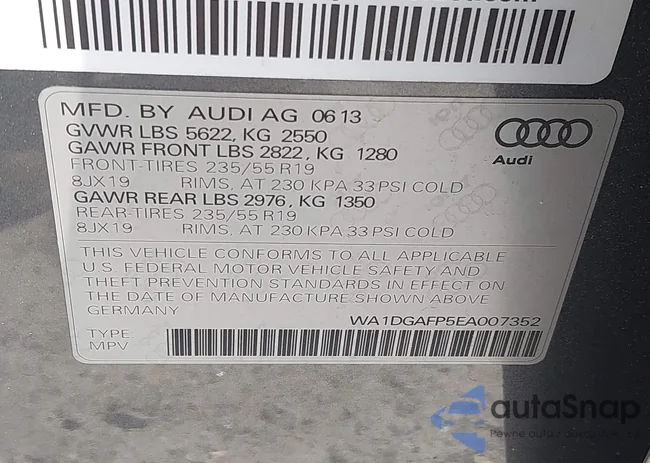 MFD. BY AUDI AG 06 13
GVWR LBS 5622, KG 2550
GAWR FRONT LBS 2822, KG 1280
FRONT-TIRES 235/55 R19
8JX19 RIMS, AT 230 KPA 33 PSI COLD
GAWR REAR LBS 2976, KG 1350
REAR-TIRES 235/55 R19
8JX19 RIMS, AT 230 KPA 33 PSI COLD
Audi
THIS VEHICLE CONFORMS TO ALL APPLICABLE
U.S. FEDERAL MOTOR VEHICLE SAFETY AND
THEFT PREVENTION STANDARDS IN EFFECT ON
THE DATE OF MANUFACTURE SHOWN ABOVE
GERMANY
WA1DGAFP5EA007352
TYPE
MPV
autaSnap
Pewne auta